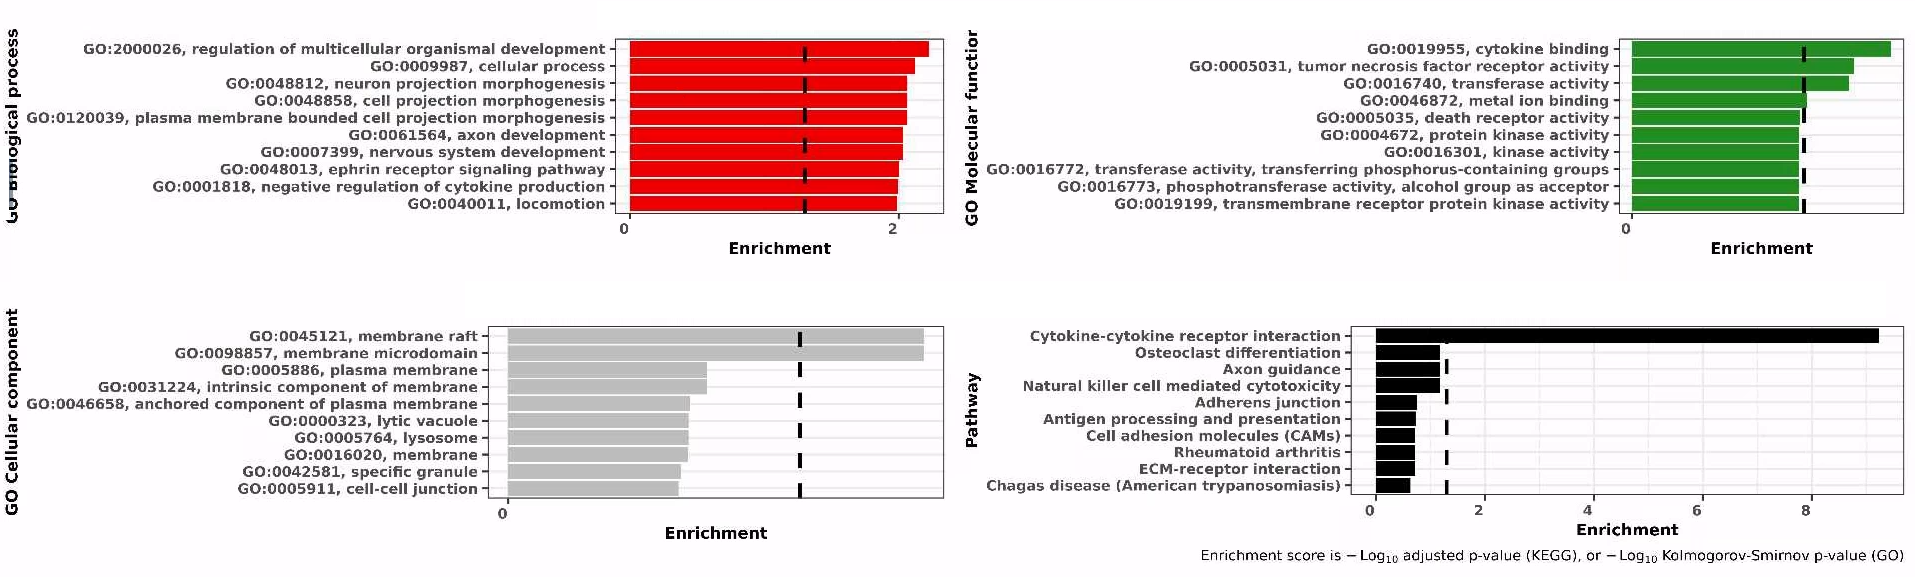 GO Biological process
GO:2000026, regulation of multicellular organismal development
GO:0009987, cellular process
GO:0048812, neuron projection morphogenesis
GO:0048858, cell projection morphogenesis
GO:0120039, plasma membrane bounded cell projection morphogenesis
GO:0061564, axon development
GO:0007399, nervous system development
GO:0048013, ephrin receptor signaling pathway
GO:0001818, negative regulation of cytokine production
GO:0040011, locomotion
0 2
Enrichment
GO Molecular function
GO:0019955, cytokine binding
GO:0005031, tumor necrosis factor receptor activity
GO:0016740, transferase activity
GO:0046872, metal ion binding
GO:0005035, death receptor activity
GO:0004672, protein kinase activity
GO:0016301, kinase activity
GO:0016772, transferase activity, transferring phosphorus-containing groups
GO:0016773, phosphotransferase activity, alcohol group as acceptor
GO:0019199, transmembrane receptor protein kinase activity
0
Enrichment
GO Cellular component
GO:0045121, membrane raft
GO:0098857, membrane microdomain
GO:0005886, plasma membrane
GO:0031224, intrinsic component of membrane
GO:0046658, anchored component of plasma membrane
GO:0000323, lytic vacuole
GO:0005764, lysosome
GO:0016020, membrane
GO:0042581, specific granule
GO:0005911, cell-cell junction
0
Enrichment
Pathway
Cytokine-cytokine receptor interaction
Osteoclast differentiation
Axon guidance
Natural killer cell mediated cytotoxicity
Adherens junction
Antigen processing and presentation
Cell adhesion molecules (CAMs)
Rheumatoid arthritis
ECM-receptor interaction
Chagas disease (American trypanosomiasis)
0 2 4 6 8
Enrichment
Enrichment score is −Log₁₀ adjusted p-value (KEGG), or −Log₁₀ Kolmogorov-Smirnov p-value (GO)